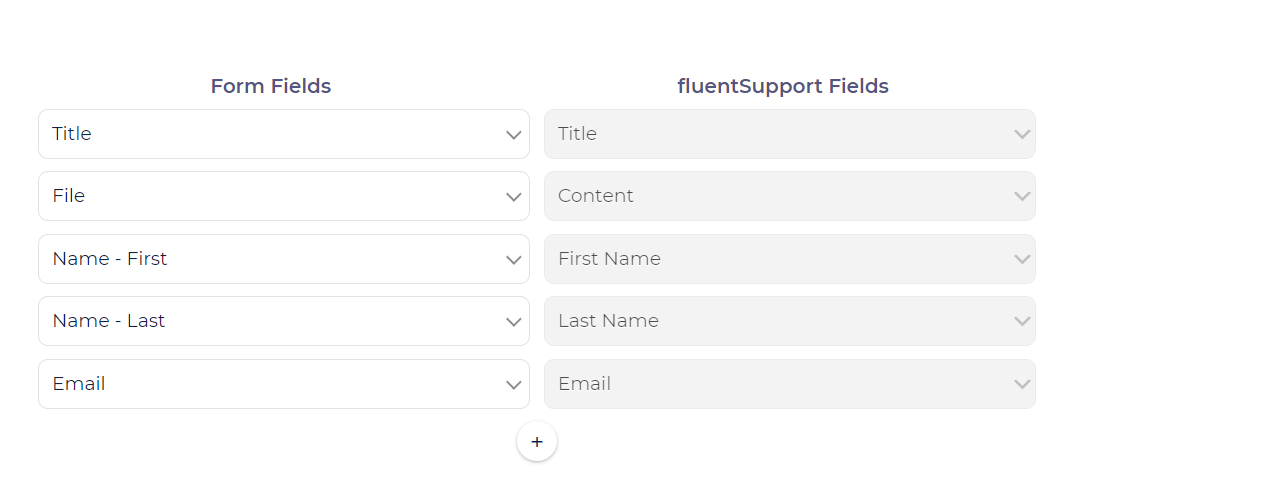 Form Fields fluentSupport Fields
Title Title
File Content
Name - First First Name
Name - Last Last Name
Email Email
+